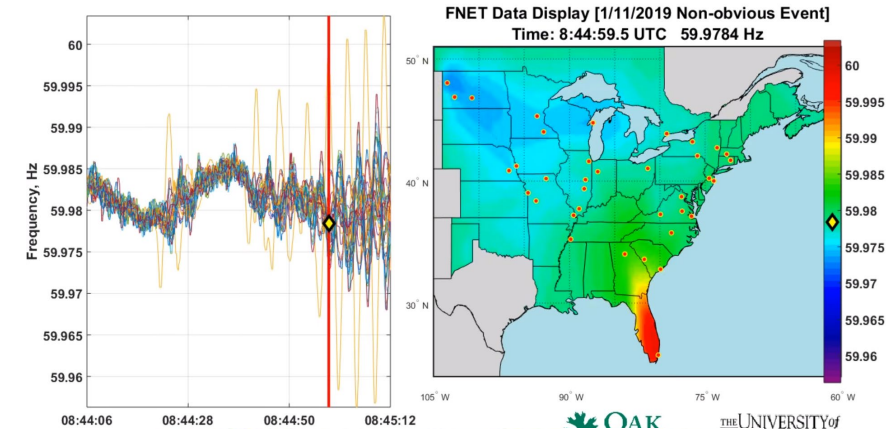 FNET Data Display [1/11/2019 Non-obvious Event]
Time: 8:44:59.5 UTC 59.9784 Hz
Frequency, Hz
60
59.995
59.99
59.985
59.98
59.975
59.97
59.965
59.96
08:44:06
08:44:28
08:44:50
08:45:12
50° N
40° N
30° N
105° W
90° W
75° W
60° W
60
59.995
59.99
59.985
59.98
59.975
59.97
59.965
59.96
OAK
THE UNIVERSITY of